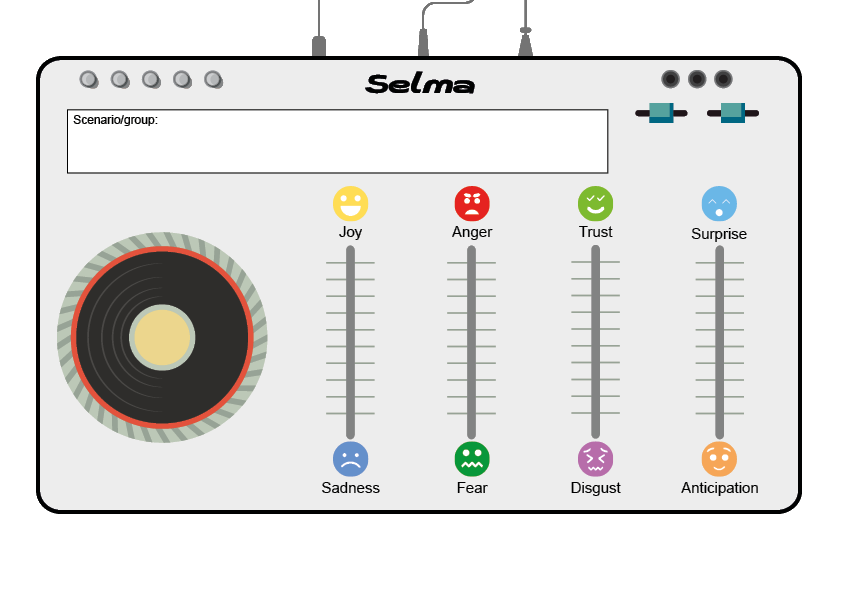 Selma
Scenario/group:
Joy
Anger
Trust
Surprise
Sadness
Fear
Disgust
Anticipation